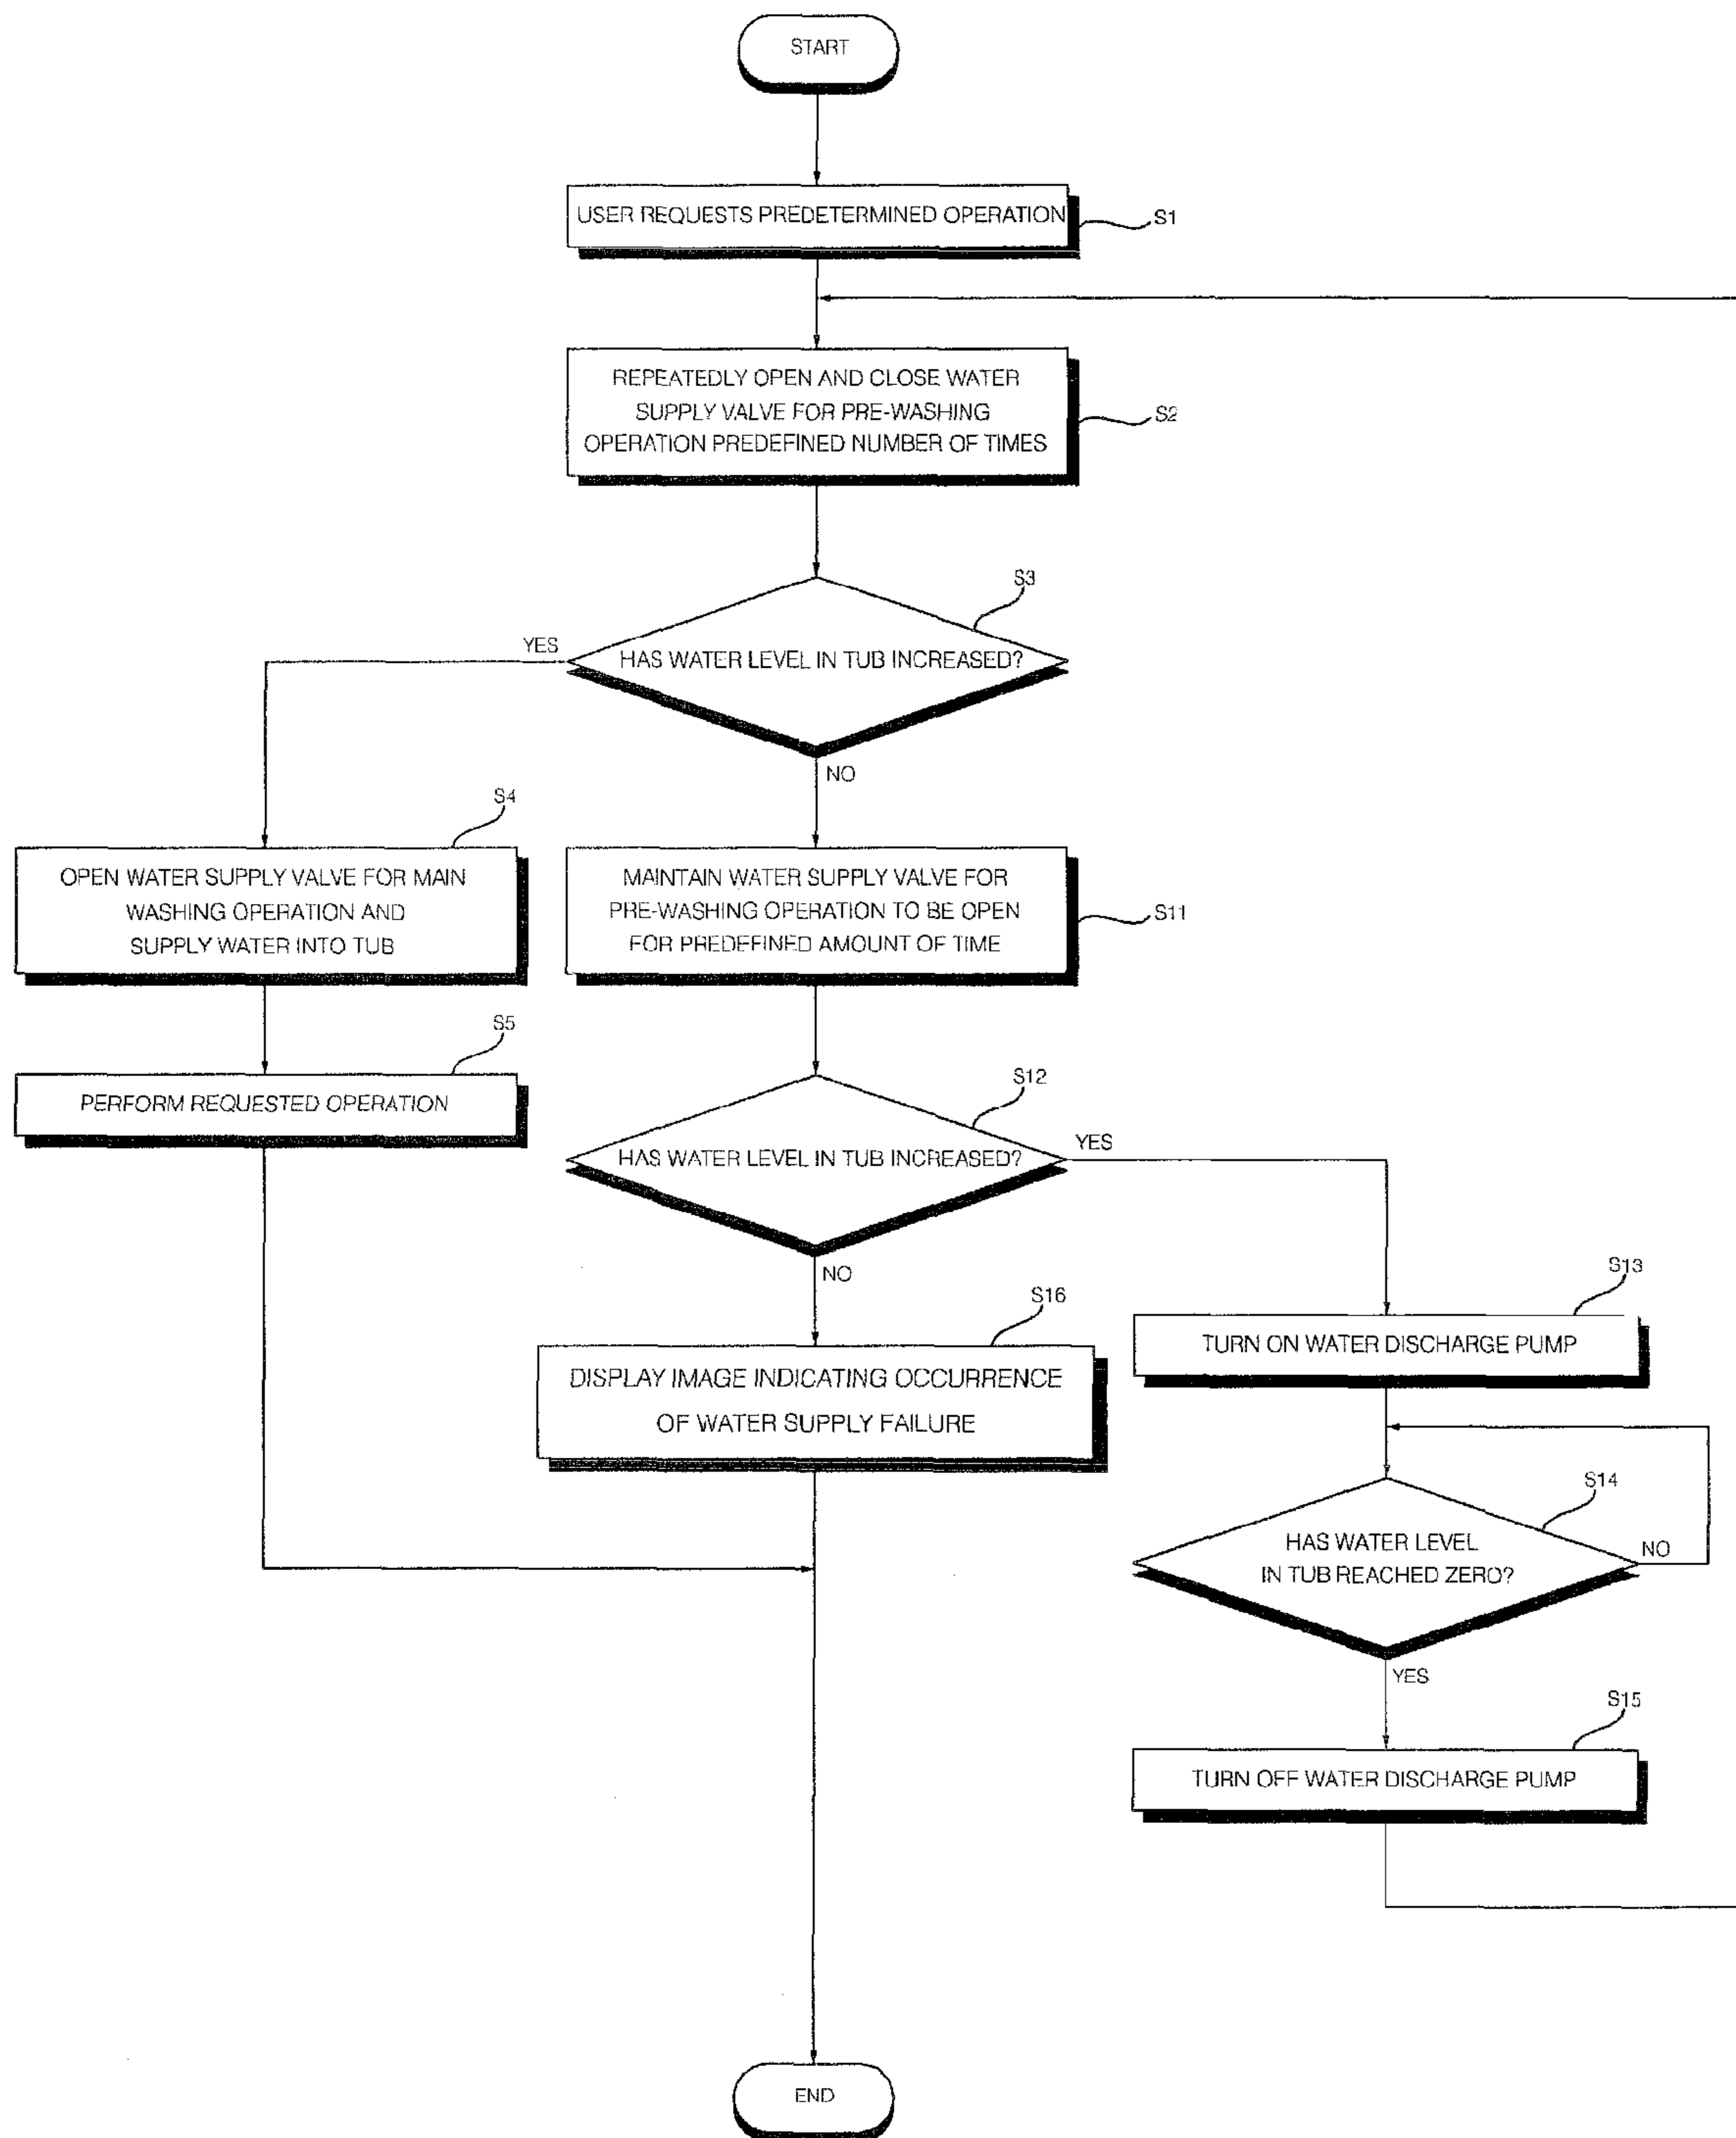 START
USER REQUESTS PREDETERMINED OPERATION
S1
REPEATEDLY OPEN AND CLOSE WATER
SUPPLY VALVE FOR PRE-WASHING
OPERATION PREDEFINED NUMBER OF TIMES
S2
S3
YES
HAS WATER LEVEL IN TUB INCREASED?
NO
S4
OPEN WATER SUPPLY VALVE FOR MAIN
WASHING OPERATION AND
SUPPLY WATER INTO TUB
MAINTAIN WATER SUPPLY VALVE FOR
PRE-WASHING OPERATION TO BE OPEN
FOR PREDEFINED AMOUNT OF TIME
S11
S5
PERFORM REQUESTED OPERATION
S12
HAS WATER LEVEL IN TUB INCREASED?
YES
NO
S16
DISPLAY IMAGE INDICATING OCCURRENCE
OF WATER SUPPLY FAILURE
S13
TURN ON WATER DISCHARGE PUMP
S14
HAS WATER LEVEL
IN TUB REACHED ZERO?
NO
YES
S15
TURN OFF WATER DISCHARGE PUMP
END